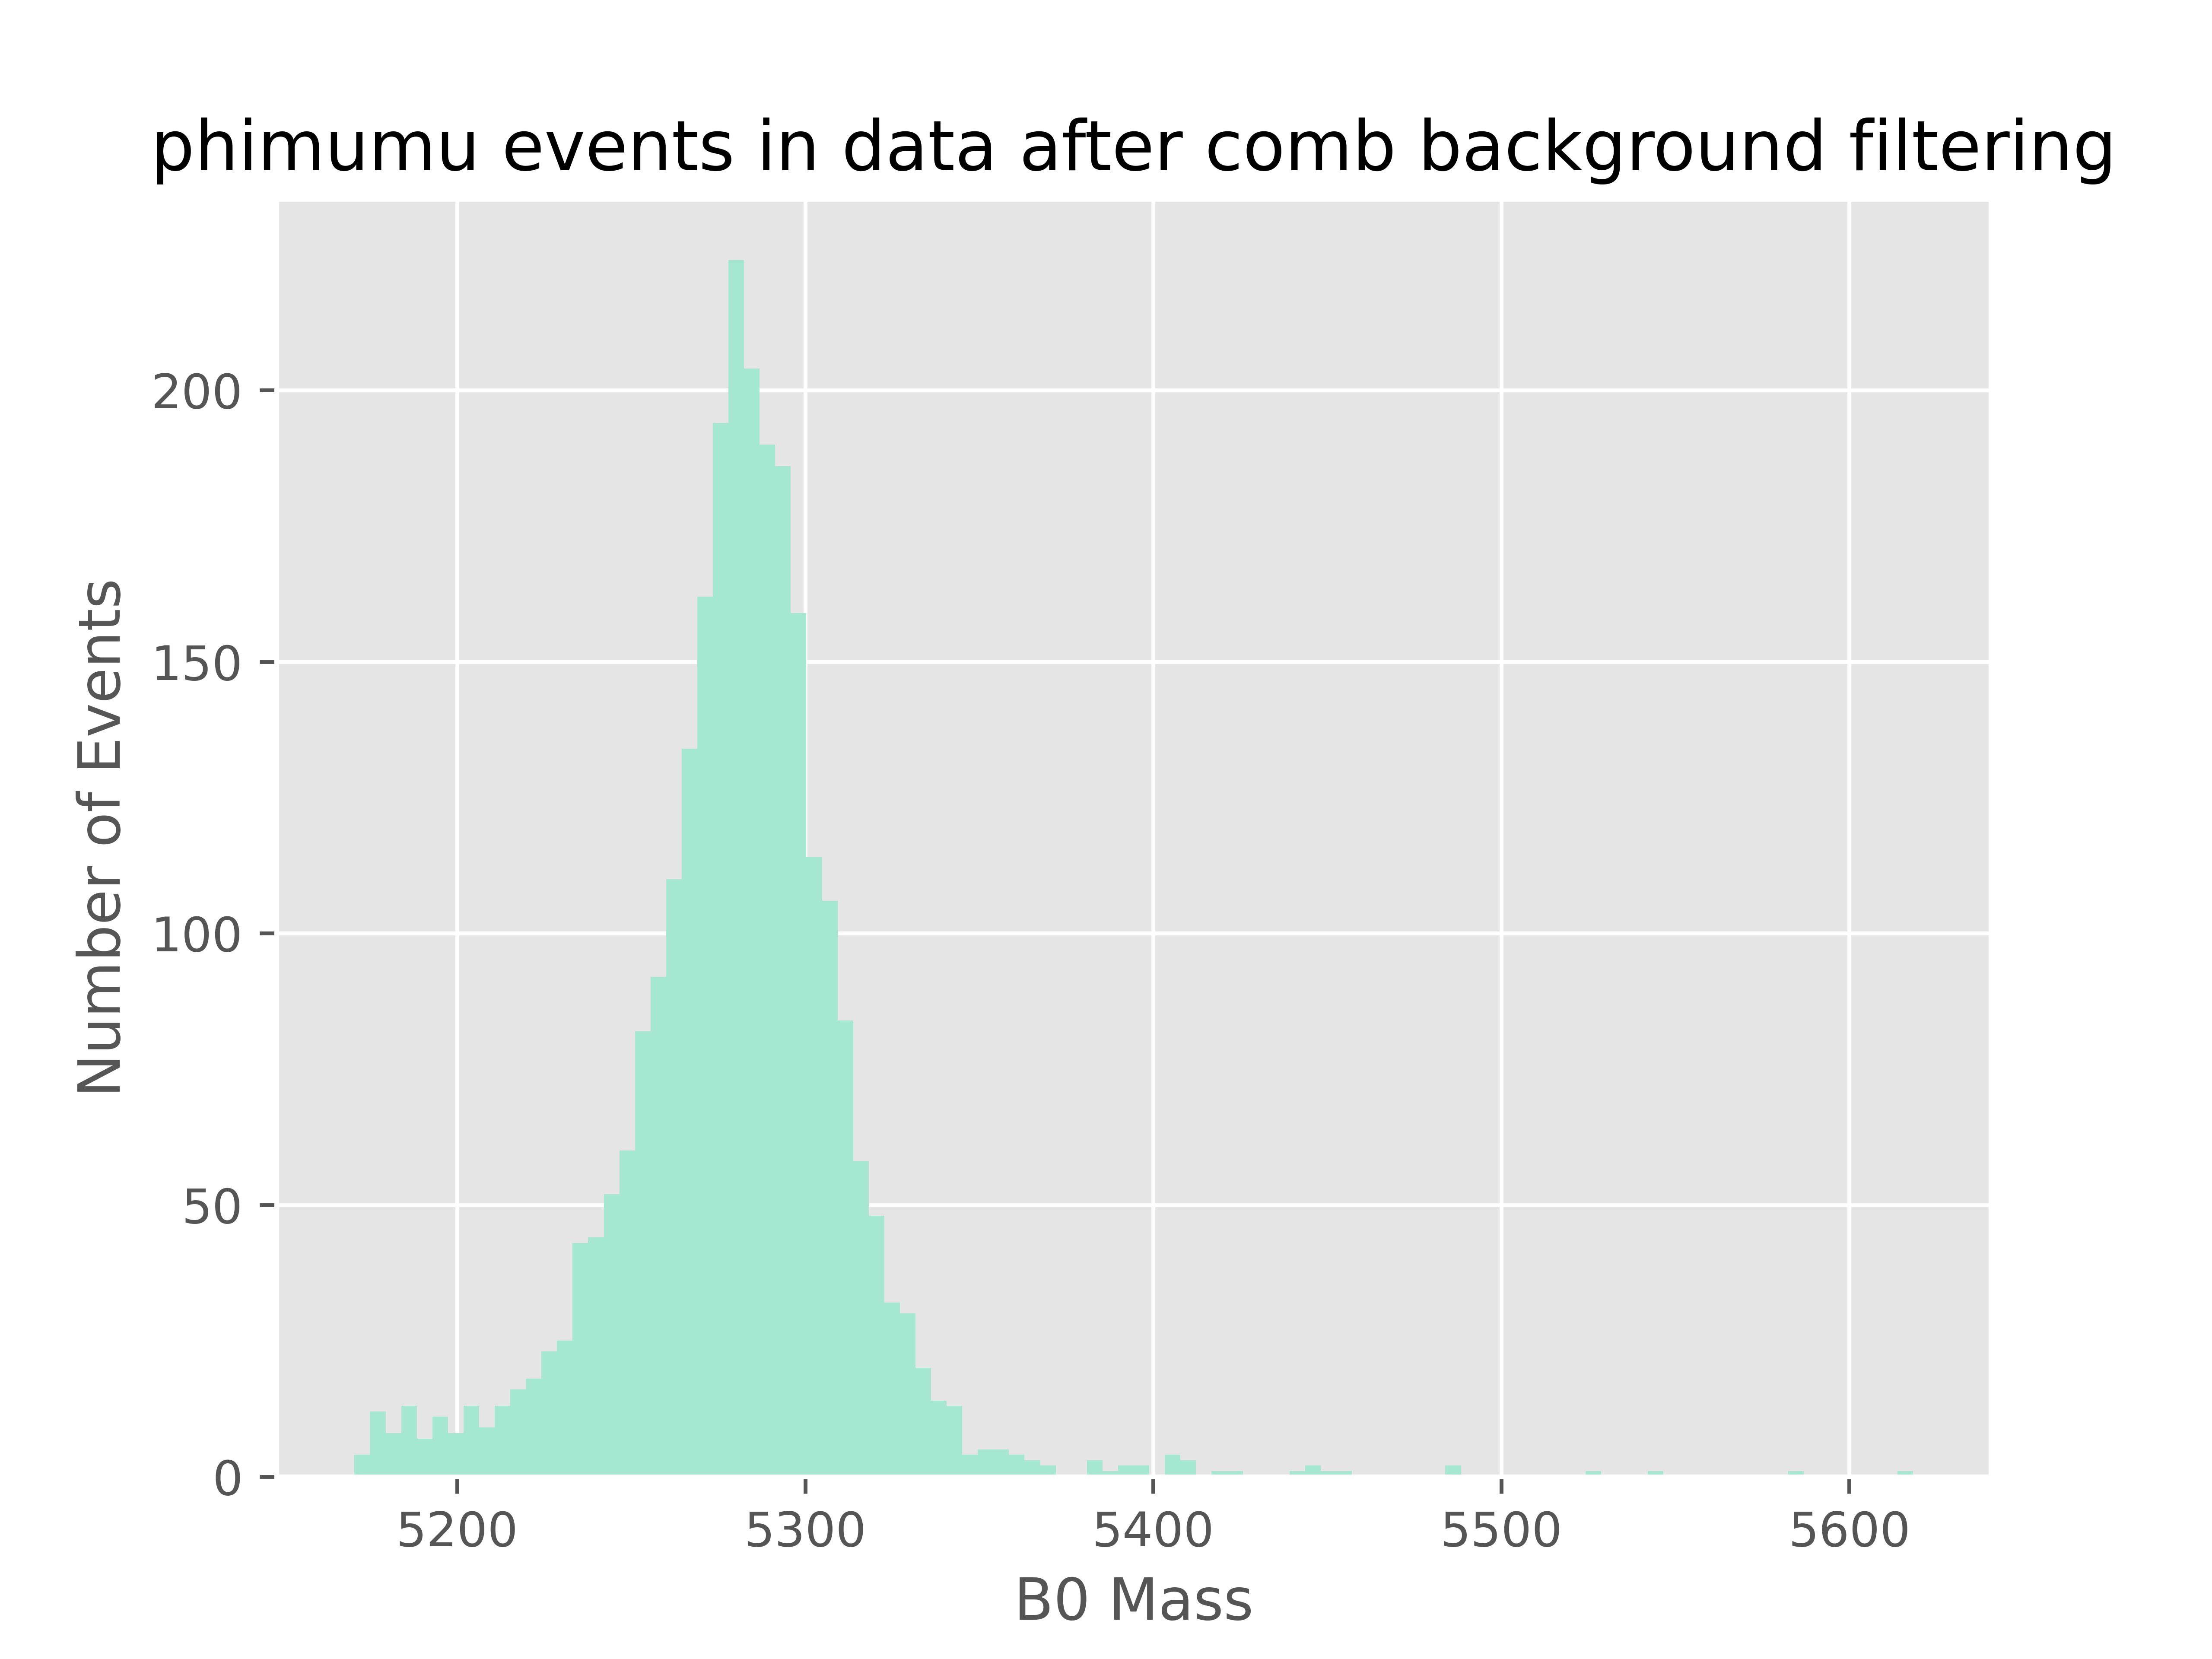 phimumu events in data after comb background filtering
Number of Events
200
150
100
50
0
5200 5300 5400 5500 5600
B0 Mass